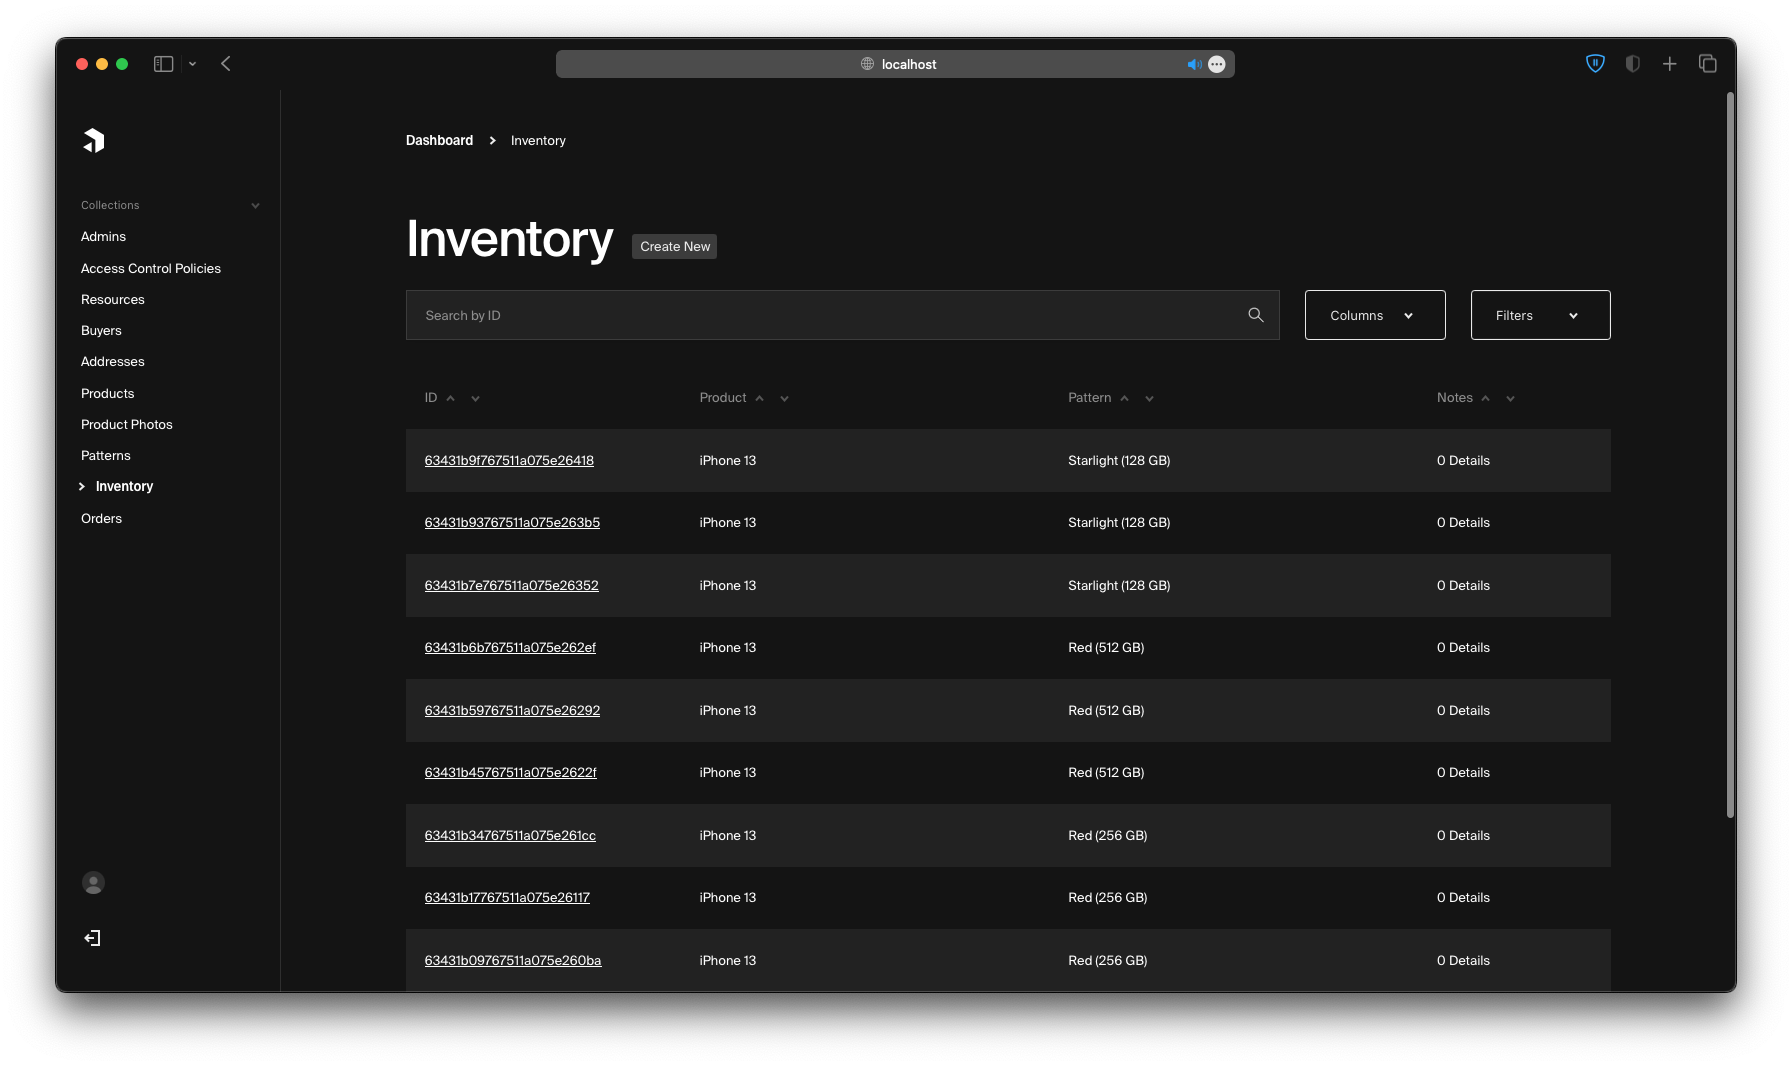 localhost
Dashboard Inventory
Collections
Admins
Access Control Policies
Resources
Buyers
Addresses
Products
Product Photos
Patterns
Inventory
Orders
Inventory Create New
Search by ID Columns Filters
ID Product Pattern Notes
63431b9f767511a075e26418 iPhone 13 Starlight (128 GB) 0 Details
63431b93767511a075e263b5 iPhone 13 Starlight (128 GB) 0 Details
63431b7e767511a075e26352 iPhone 13 Starlight (128 GB) 0 Details
63431b6b767511a075e262ef iPhone 13 Red (512 GB) 0 Details
63431b59767511a075e26292 iPhone 13 Red (512 GB) 0 Details
63431b45767511a075e2622f iPhone 13 Red (512 GB) 0 Details
63431b34767511a075e261cc iPhone 13 Red (256 GB) 0 Details
63431b17767511a075e26117 iPhone 13 Red (256 GB) 0 Details
63431b09767511a075e260ba iPhone 13 Red (256 GB) 0 Details